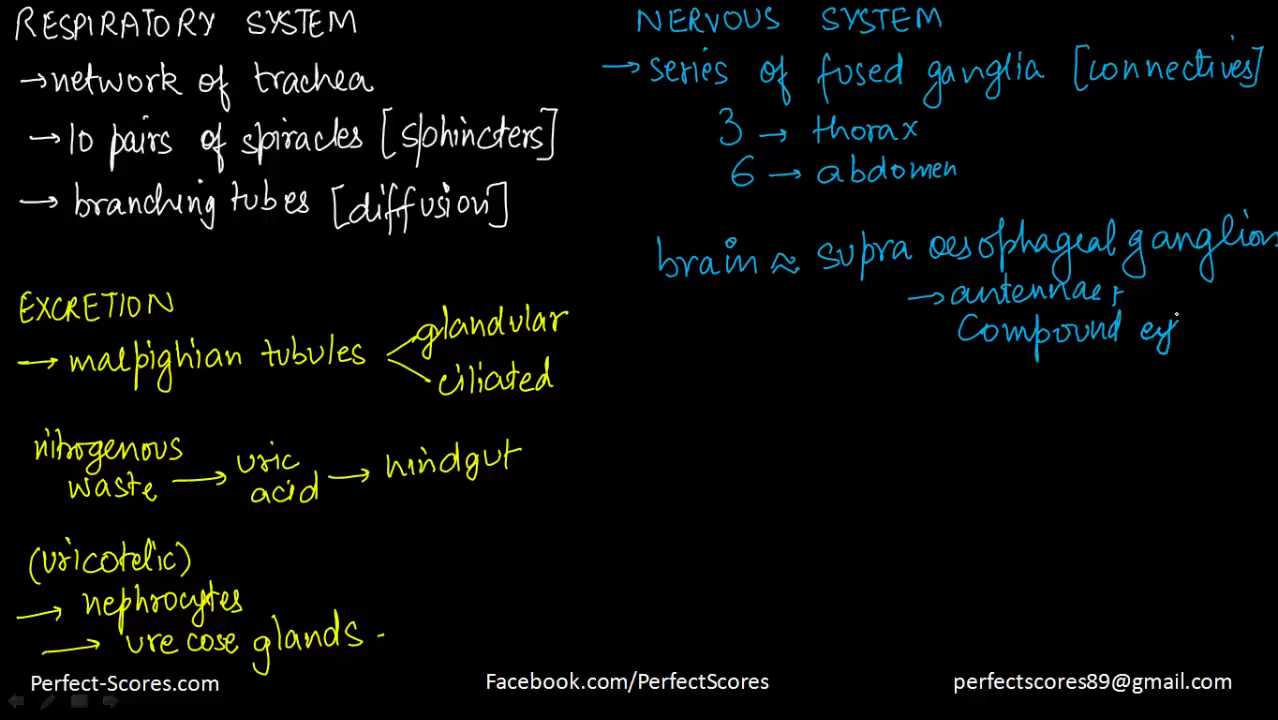 RESPIRATORY SYSTEM
→ network of trachea
→ 10 pairs of spiracles [sphincters]
→ branching tubes [diffusion]
EXCRETION
→ malpighian tubules
glandular
ciliated
nitrogenous
waste → uric
acid → hindgut
(uricotelic)
→ nephrocytes
→ urecose glands -
NERVOUS SYSTEM
→ series of fused ganglia [connectives]
3 → thorax
6 → abdomen
brain ≈ supra oesophageal ganglion
→ antennae +
Compound ey
Perfect-Scores.com
Facebook.com/PerfectScores
perfectscores89@gmail.com